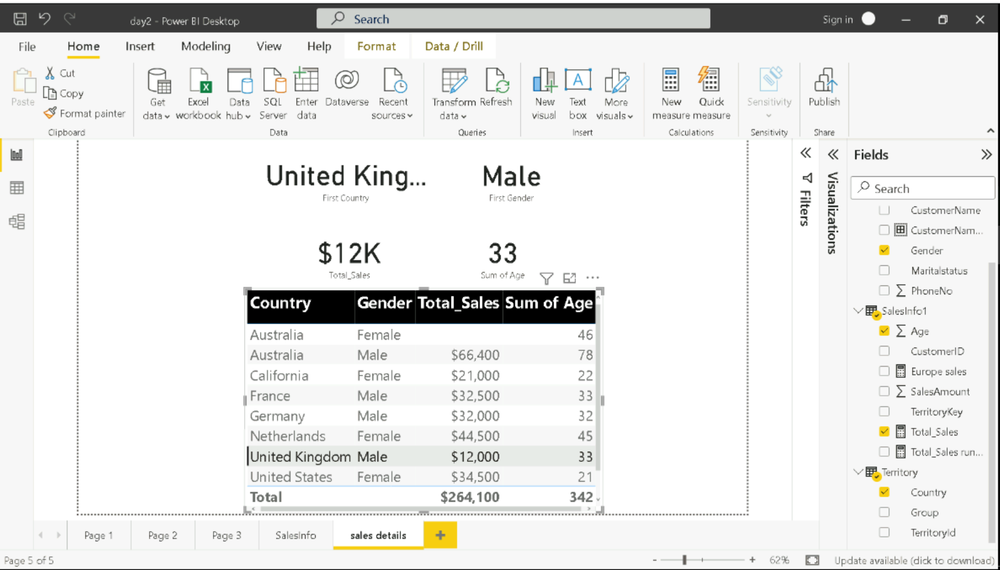 day2 - Power BI Desktop
Search
Sign in
File Home Insert Modeling View Help Format Data / Drill
Paste
Cut
Copy
Format painter
Clipboard
Get data
Excel workbook
Data hub
SQL Server
Enter data
Dataverse
Recent sources
Data
Transform data
Refresh
Queries
New visual
A
Text box
More visuals
Insert
New measure
Quick measure
Calculations
Sensitivity
Sensitivity
Publish
Share
United King...
First Country
Male
First Gender
$12K
Total_Sales
33
Sum of Age
Country Gender Total_Sales Sum of Age
Australia Female 46
Australia Male $66,400 78
California Female $21,000 22
France Male $32,500 33
Germany Male $32,000 32
Netherlands Female $44,500 45
United Kingdom Male $12,000 33
United States Female $34,500 21
Total $264,100 342
Filters
Visualizations
Fields
Search
CustomerName
CustomerNam...
Gender
Maritalstatus
∑ PhoneNo
SalesInfo1
∑ Age
CustomerID
Europe sales
∑ SalesAmount
TerritoryKey
Total_Sales
Total_Sales run...
Territory
Country
Group
TerritoryId
Page 1 Page 2 Page 3 SalesInfo sales details +
Page 5 of 5
- + 62% Update available (click to download)